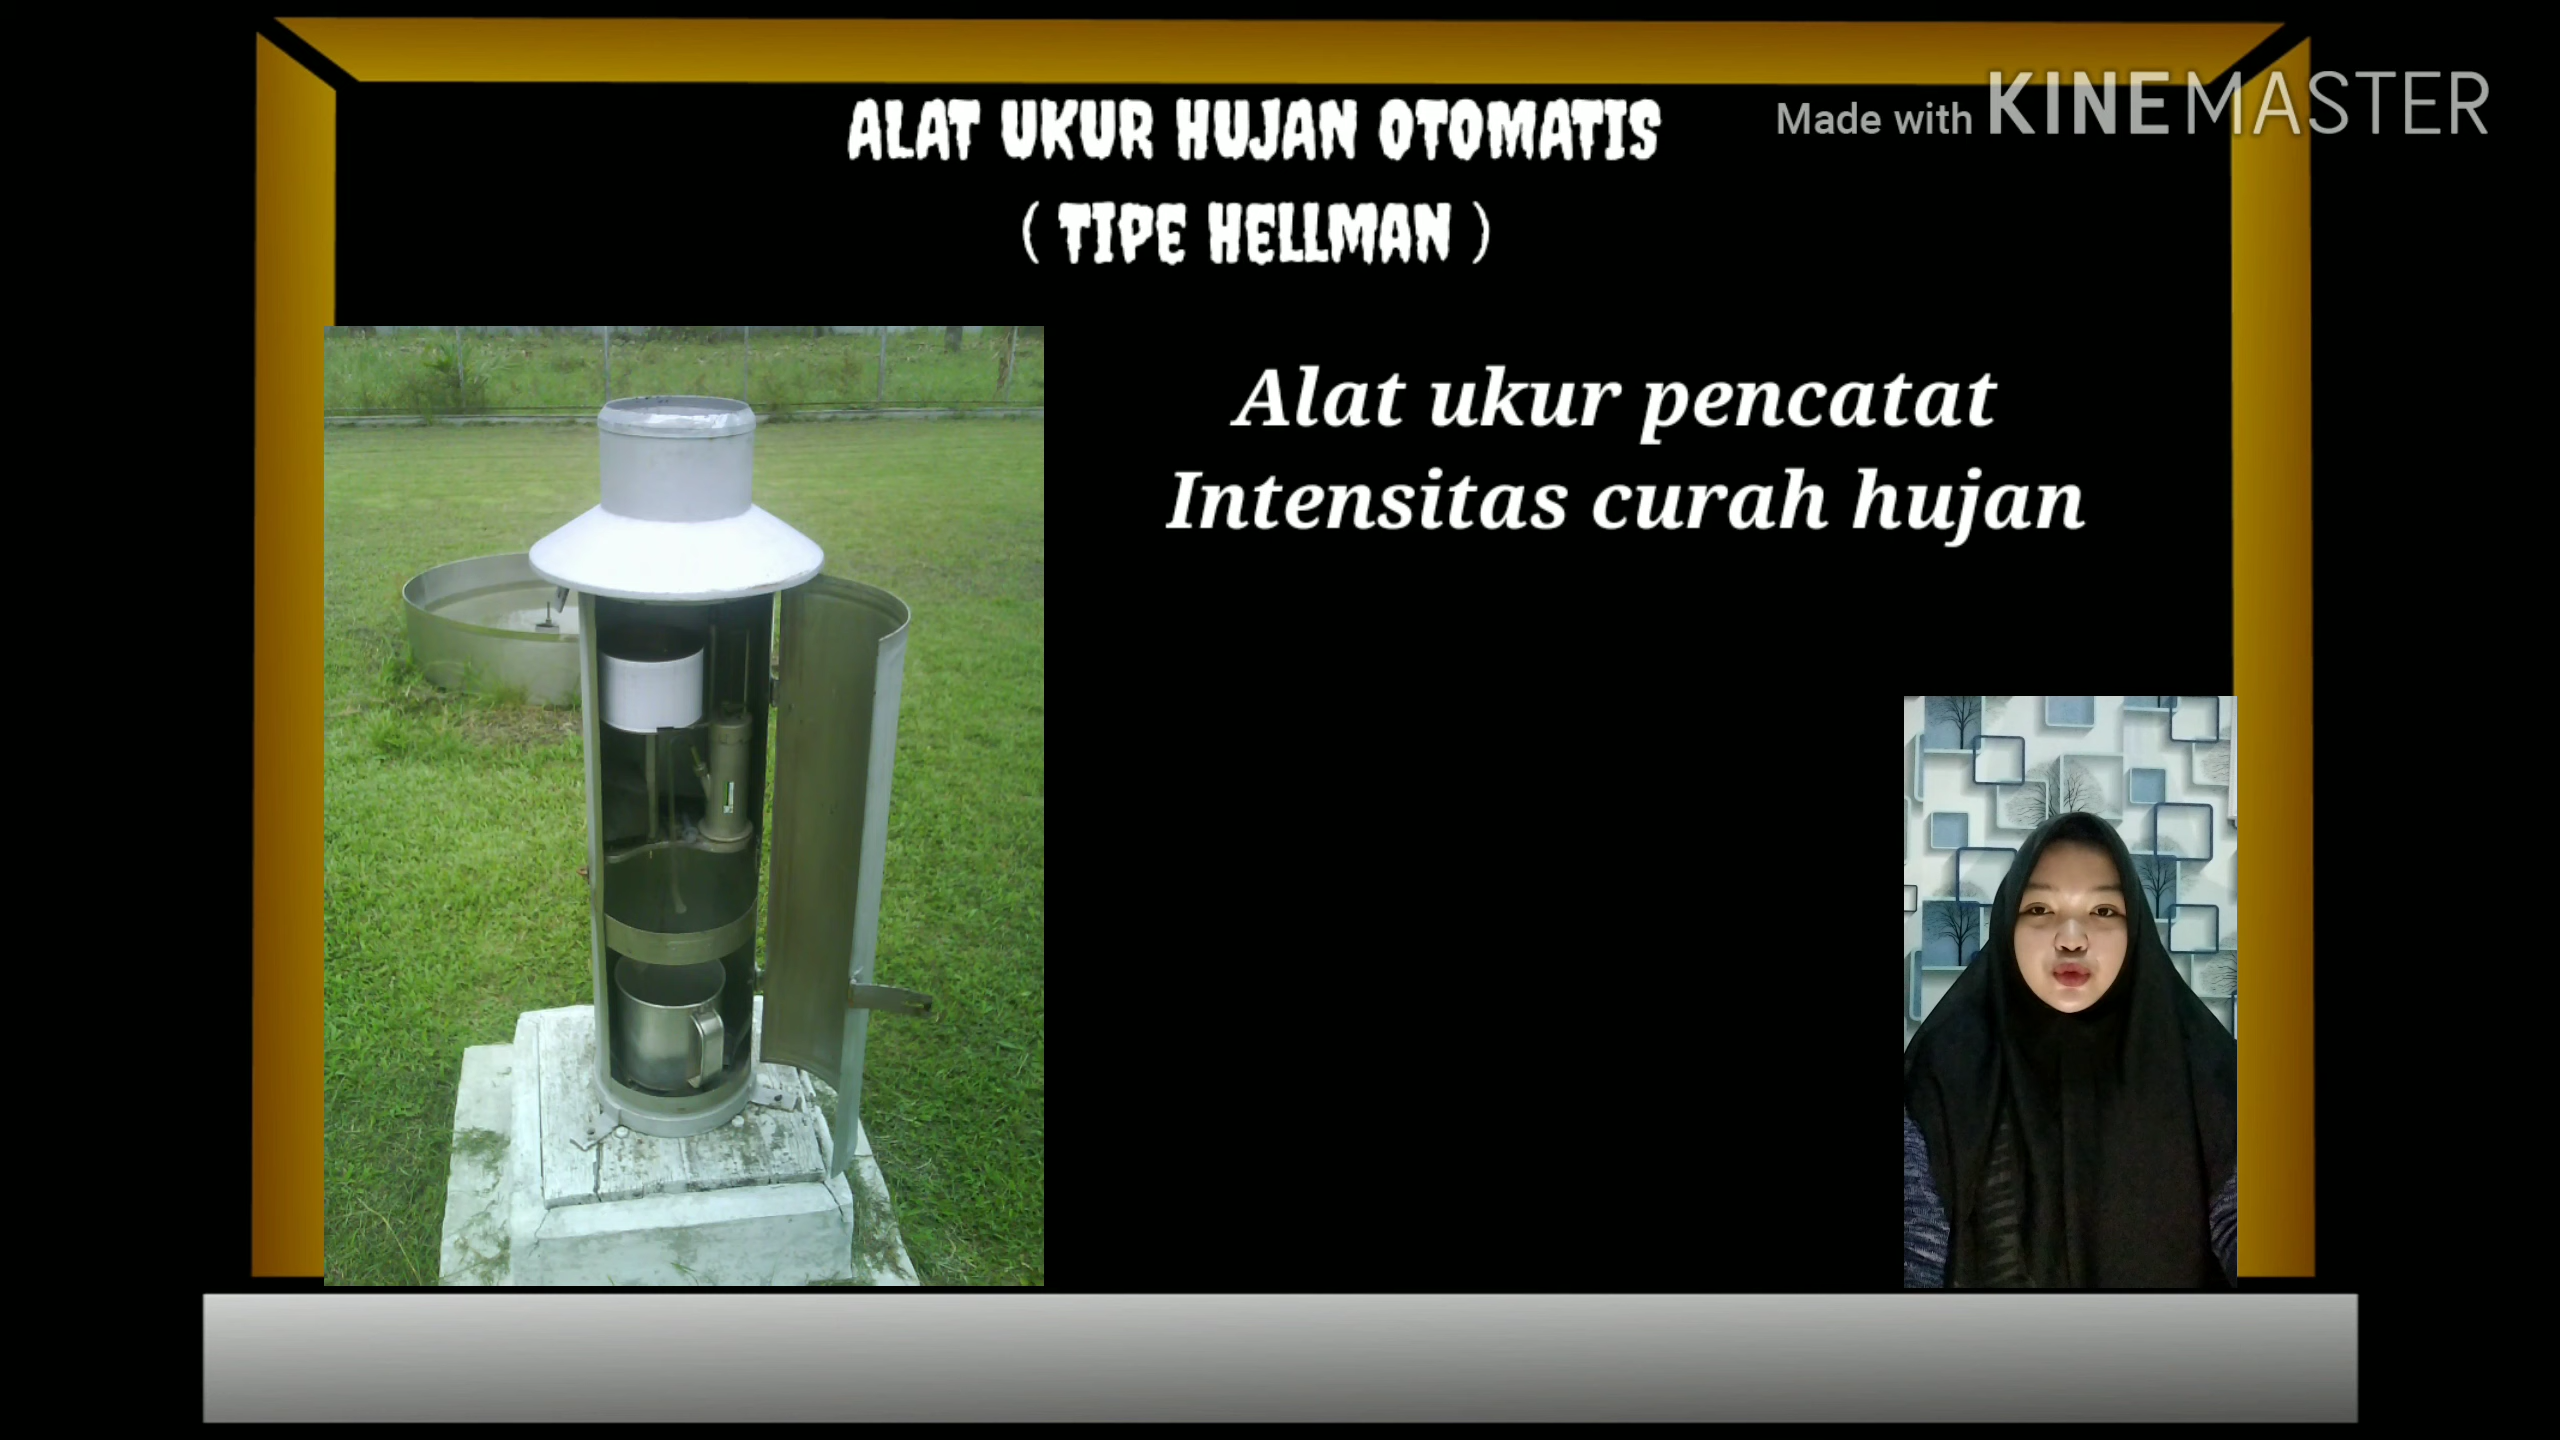 ALAT UKUR HUJAN OTOMATIS
Made with KINEMASTER
( TIPE HELLMAN )
Alat ukur pencatat
Intensitas curah hujan